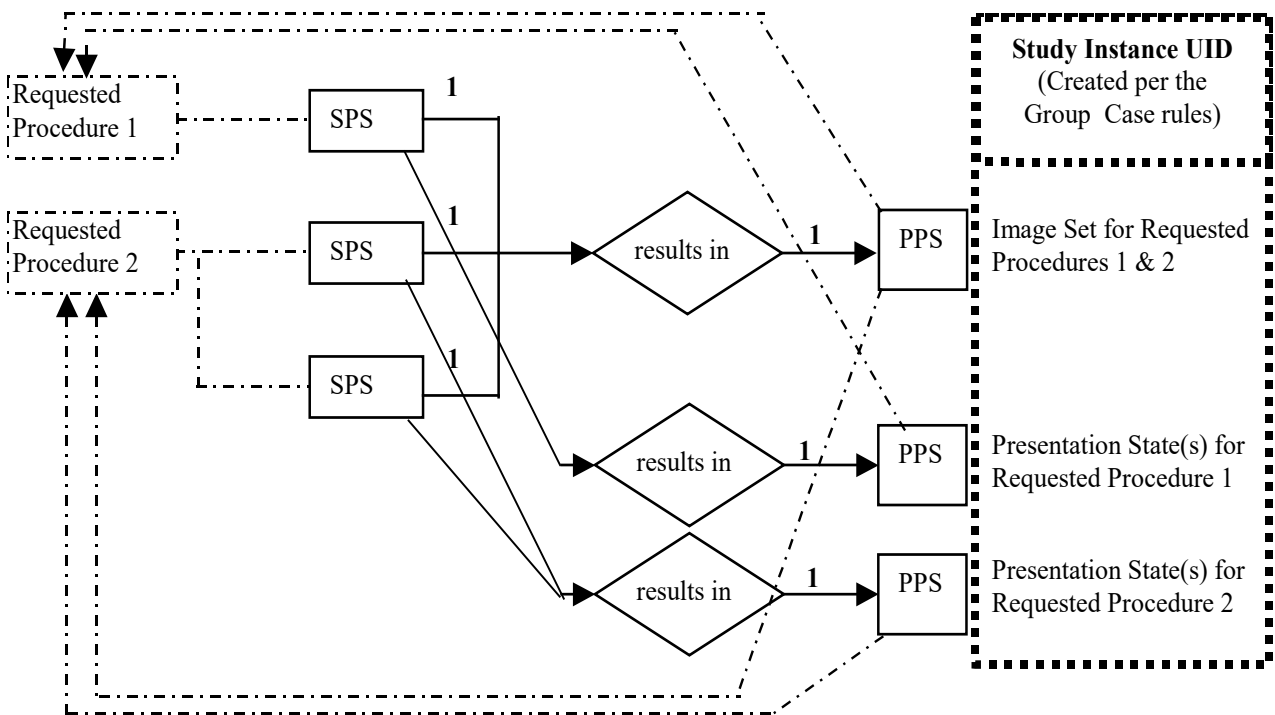 Requested
Procedure 1
Requested
Procedure 2
SPS
1
SPS
1
SPS
1
results in
1
PPS
results in
1
PPS
results in
1
PPS
Study Instance UID
(Created per the
Group Case rules)
Image Set for Requested
Procedures 1 & 2
Presentation State(s) for
Requested Procedure 1
Presentation State(s) for
Requested Procedure 2